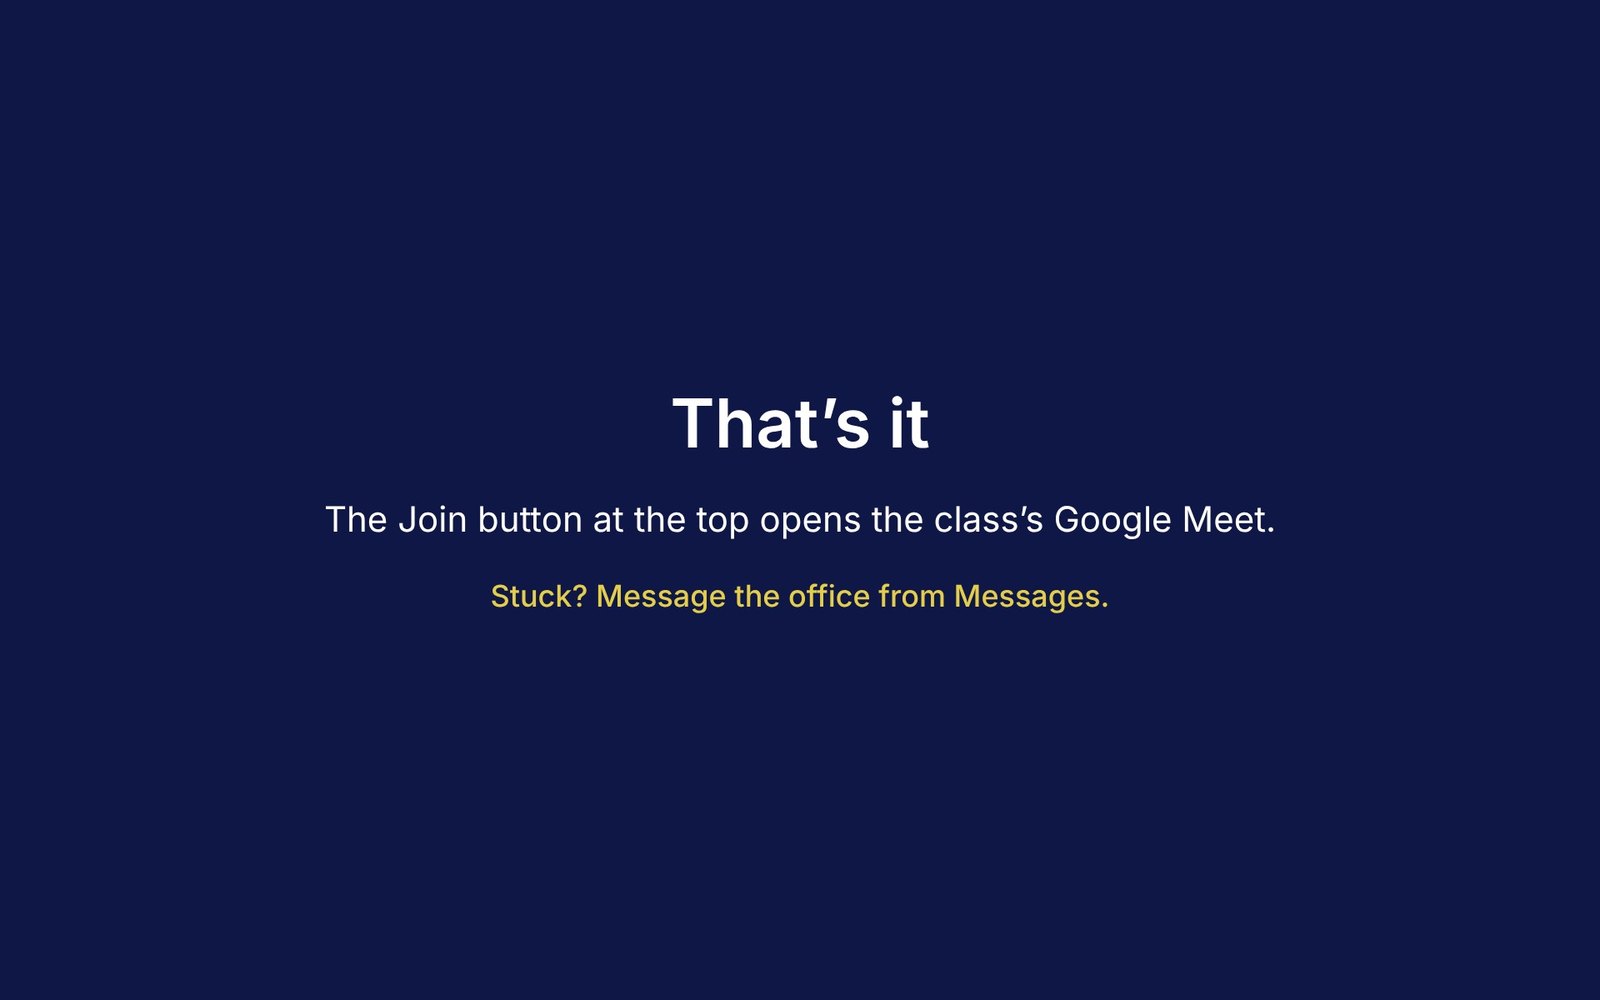 That’s it
The Join button at the top opens the class’s Google Meet.
Stuck? Message the office from Messages.